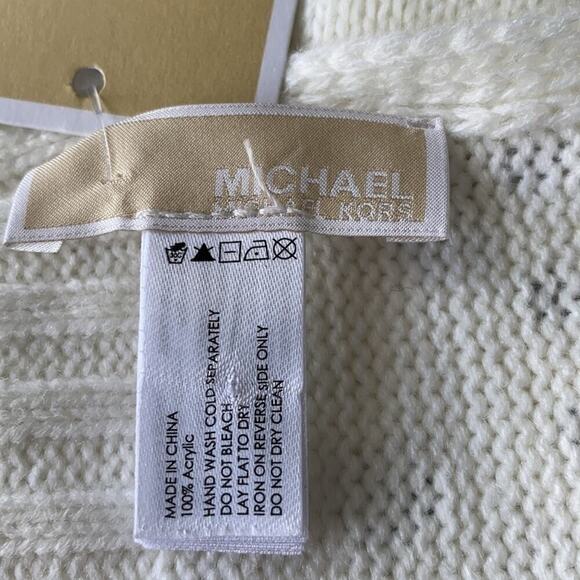 MICHAEL
MICHAEL KORS
30C
MADE IN CHINA
100% Acrylic
HAND WASH COLD SEPARATELY
DO NOT BLEACH
LAY FLAT TO DRY
IRON ON REVERSE SIDE ONLY
DO NOT DRY CLEAN